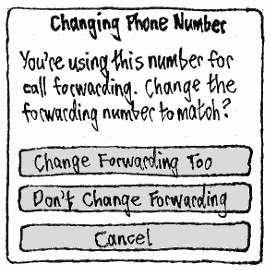 Changing Phone Number
You're using this number for
call forwarding. Change the
forwarding number to match?
Change Forwarding Too
Don't Change Forwarding
Cancel